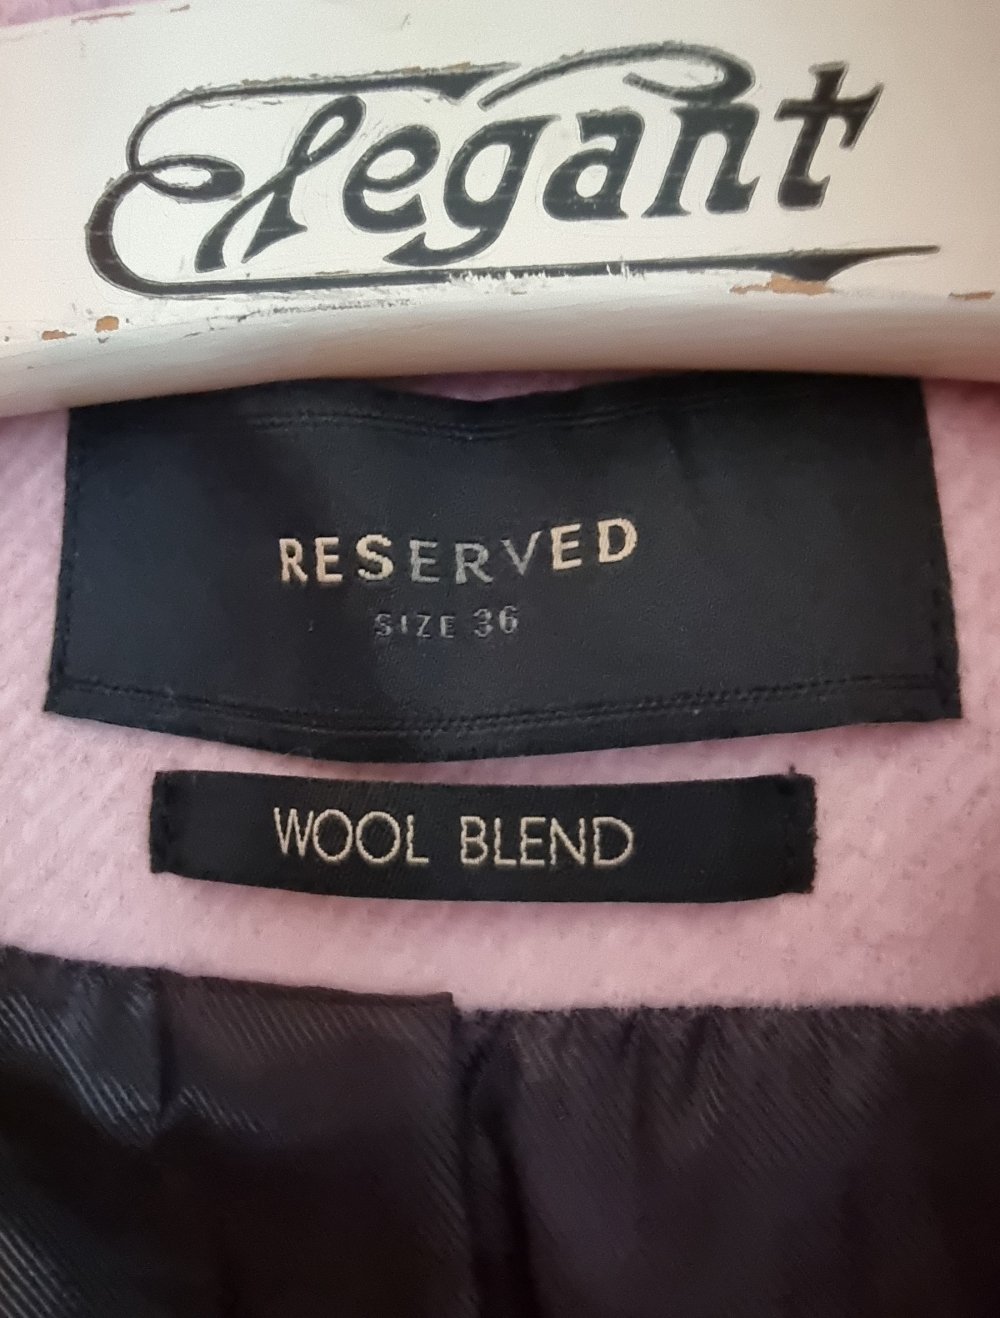 Elegant
RESERVED
SIZE 36
WOOL BLEND